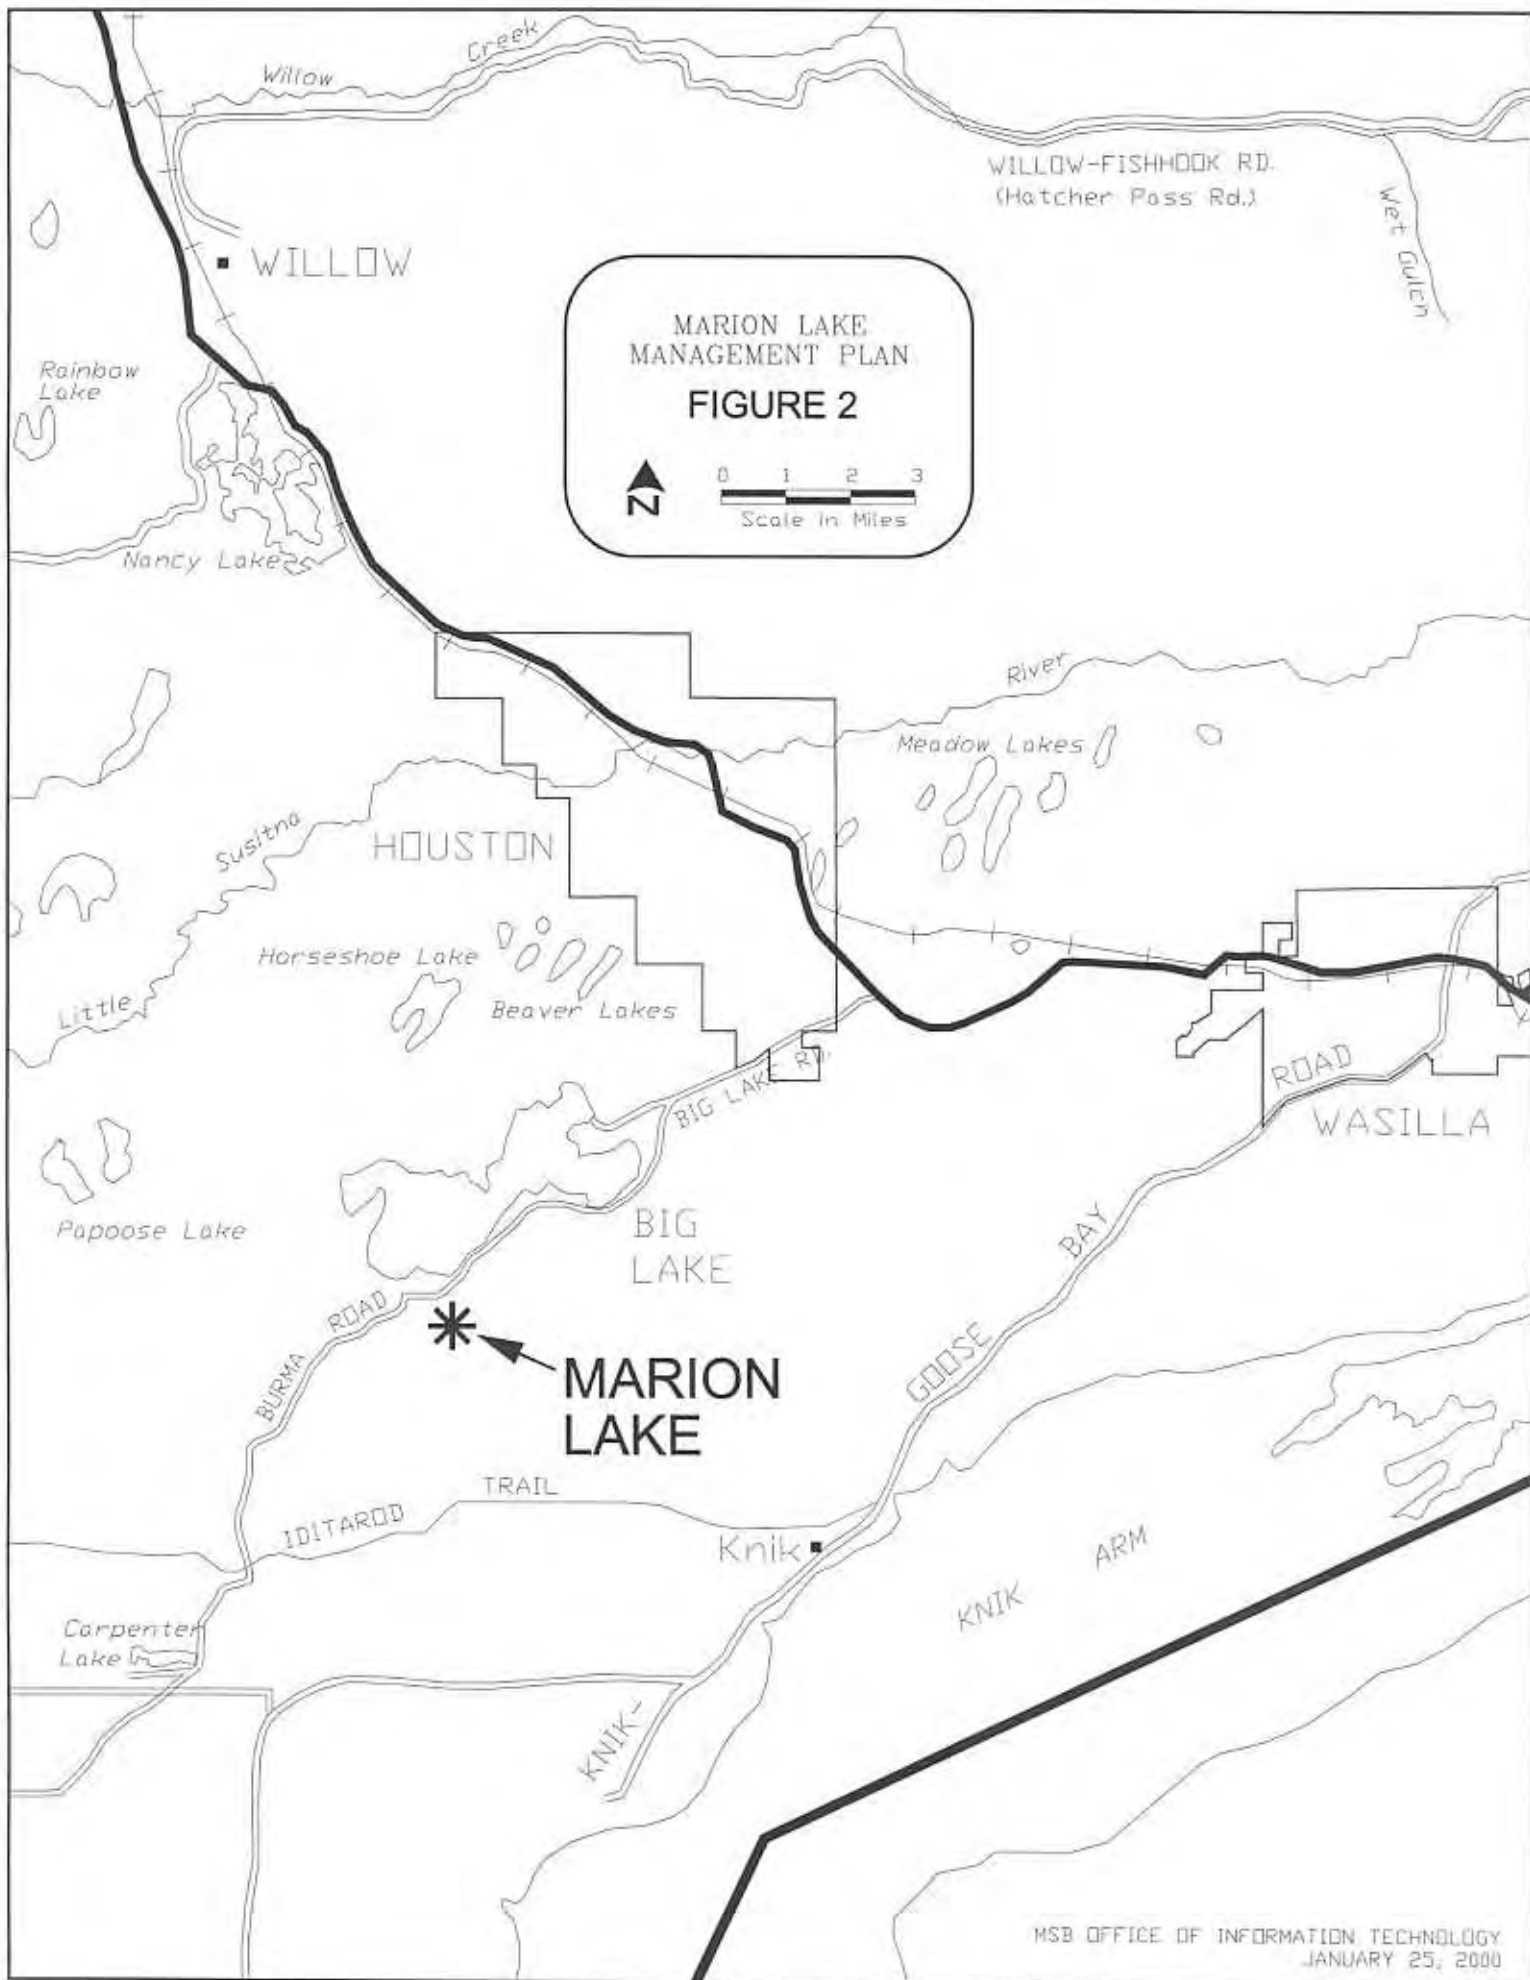 Creek
Willow
WILLOW-FISHHOOK RD.
(Hatcher Pass Rd.)
Wet Gulch
WILLOW
MARION LAKE
MANAGEMENT PLAN
FIGURE 2
N
0 1 2 3
Scale in Miles
Rainbow
Lake
Nancy Lake
River
Meadow Lakes
Susitna
HOUSTON
Horseshoe Lake
Beaver Lakes
Little
BIG LAKE RD.
ROAD
WASILLA
Papoose Lake
BIG
LAKE
BAY
ROAD
BURMA
GOOSE
MARION
LAKE
TRAIL
IDITAROD
Knik
ARM
KNIK
Carpenter
Lake
KNIK-
MSB OFFICE OF INFORMATION TECHNOLOGY
JANUARY 25, 2000